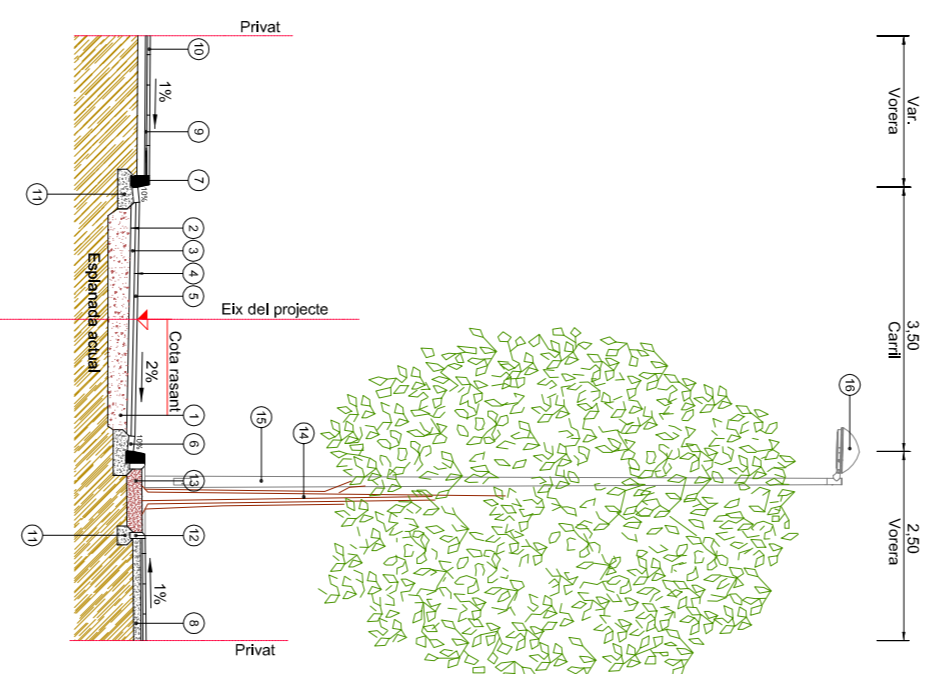 Privat
10
1%
9
7
11
10%
2
3
4
5
Eix del projecte
Cota rasant
Esplanada actual
2%
1
6
10%
13
15
14
16
11
12
1%
8
Privat
Var.
Vorera
3,50
Carril
2,50
Vorera